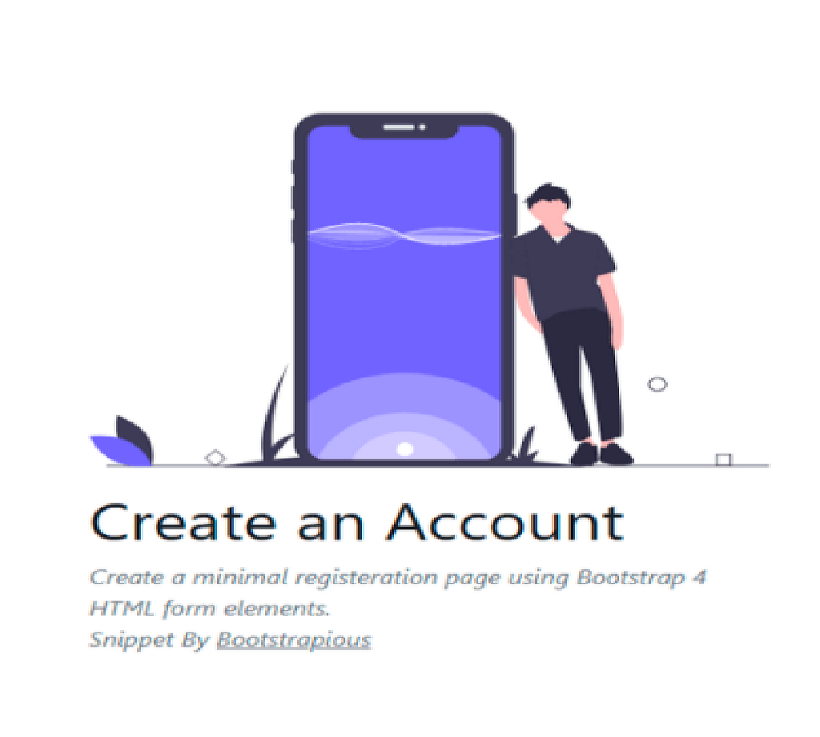 Create an Account
Create a minimal registeration page using Bootstrap 4
HTML form elements.
Snippet By Bootstrapious